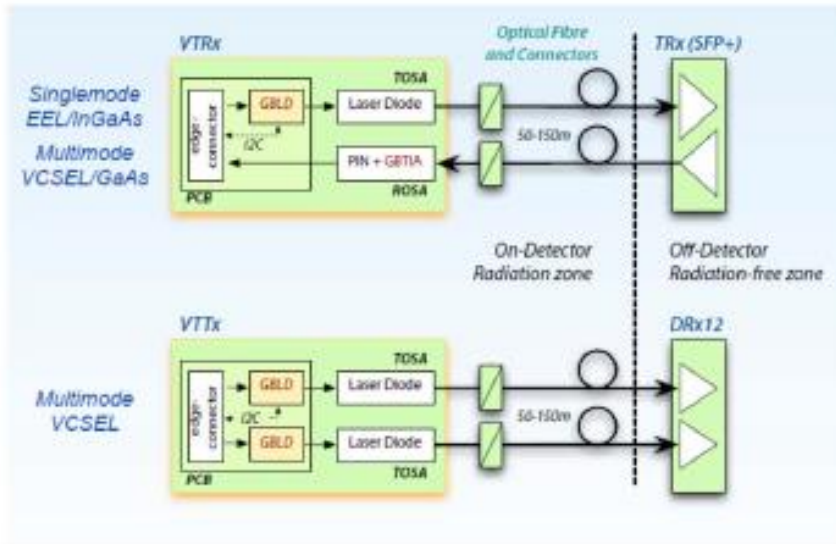 VTRx
Optical Fibre
and Connectors
TRx (SFP+)
Singlemode
EEL/InGaAs
Multimode
VCSEL/GaAs
edge-
connector
GBLD
I2C
PCB
TOSA
Laser Diode
PIN + GBTIA
ROSA
50-150m
On-Detector
Radiation zone
Off-Detector
Radiation-free zone
VTTx
DRx12
Multimode
VCSEL
edge-
connector
GBLD
I2C
GBLD
PCB
TOSA
Laser Diode
Laser Diode
TOSA
50-150m